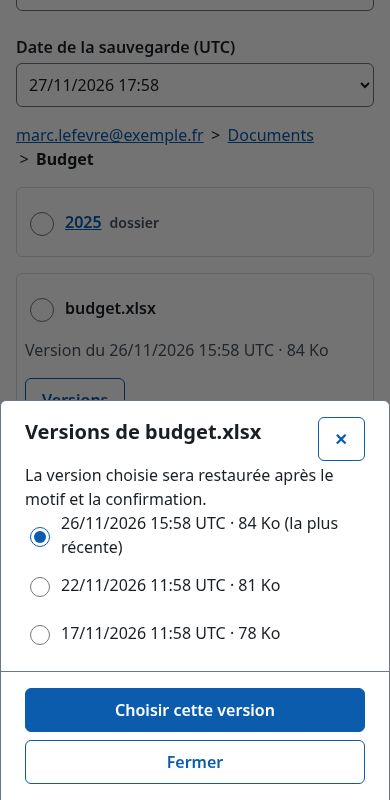 Date de la sauvegarde (UTC)
27/11/2026 17:58
marc.lefevre@exemple.fr > Documents
> Budget
2025 dossier
budget.xlsx
Version du 26/11/2026 15:58 UTC · 84 Ko
Versions
Versions de budget.xlsx
×
La version choisie sera restaurée après le
motif et la confirmation.
26/11/2026 15:58 UTC · 84 Ko (la plus
récente)
22/11/2026 11:58 UTC · 81 Ko
17/11/2026 11:58 UTC · 78 Ko
Choisir cette version
Fermer